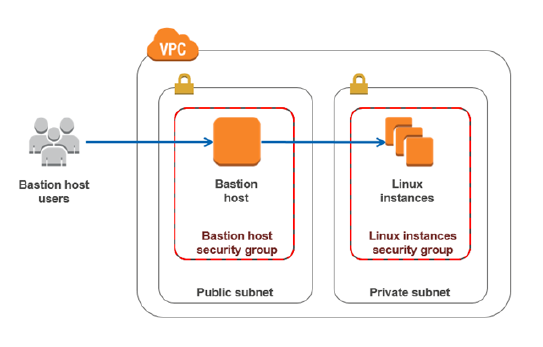 VPC
Bastion host
users
Bastion
host
Bastion host
security group
Public subnet
Linux
instances
Linux instances
security group
Private subnet